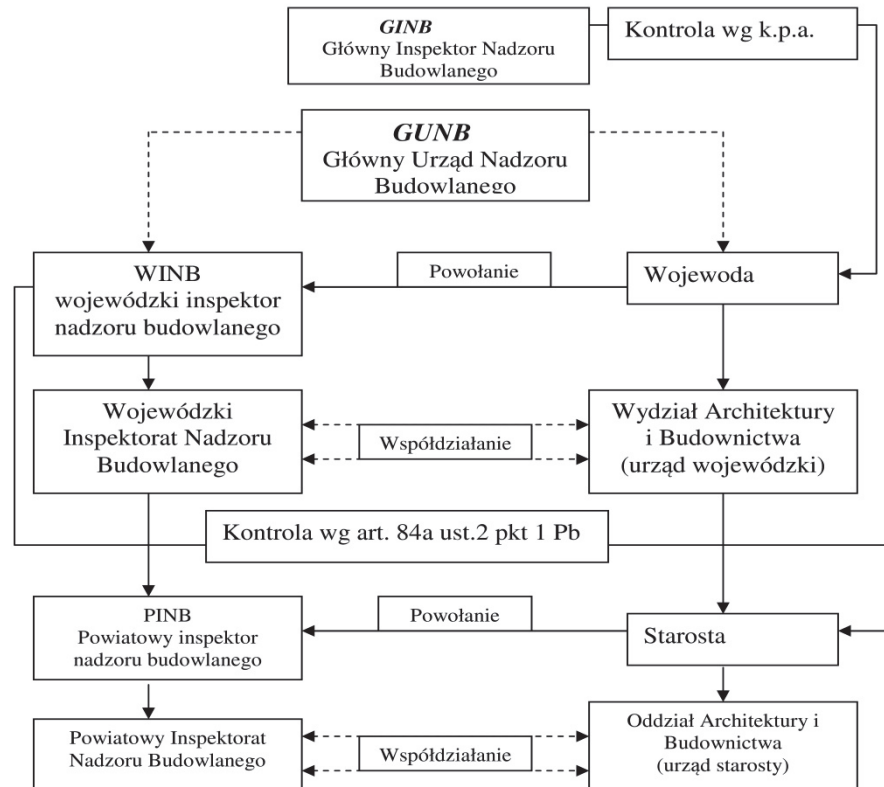 GINB
Główny Inspektor Nadzoru
Budowlanego
Kontrola wg k.p.a.
GUNB
Główny Urząd Nadzoru
Budowlanego
WINB
wojewódzki inspektor
nadzoru budowlanego
Powołanie
Wojewoda
Wojewódzki
Inspektorat Nadzoru
Budowlanego
Współdziałanie
Wydział Architektury
i Budownictwa
(urząd wojewódzki)
Kontrola wg art. 84a ust.2 pkt 1 Pb
PINB
Powiatowy inspektor
nadzoru budowlanego
Powołanie
Starosta
Powiatowy Inspektorat
Nadzoru Budowlanego
Współdziałanie
Oddział Architektury i
Budownictwa
(urząd starosty)